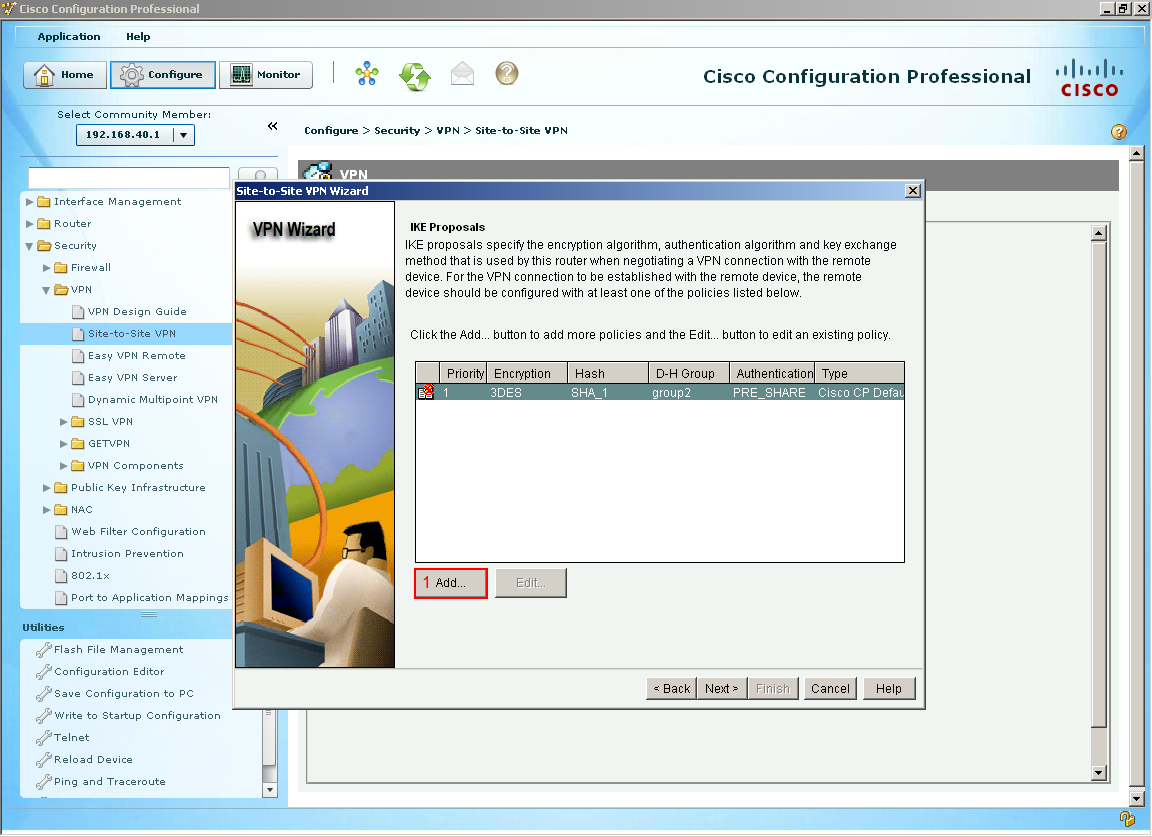 Cisco Configuration Professional
Application Help
Home Configure Monitor
Cisco Configuration Professional
CISCO
Select Community Member:
192.168.40.1
«
Configure > Security > VPN > Site-to-Site VPN
VPN
Interface Management
Router
Security
Firewall
VPN
VPN Design Guide
Site-to-Site VPN
Easy VPN Remote
Easy VPN Server
Dynamic Multipoint VPN
SSL VPN
GETVPN
VPN Components
Public Key Infrastructure
NAC
Web Filter Configuration
Intrusion Prevention
802.1x
Port to Application Mappings
Utilities
Flash File Management
Configuration Editor
Save Configuration to PC
Write to Startup Configuration
Telnet
Reload Device
Ping and Traceroute
Site-to-Site VPN Wizard
VPN Wizard
IKE Proposals
IKE proposals specify the encryption algorithm, authentication algorithm and key exchange
method that is used by this router when negotiating a VPN connection with the remote
device. For the VPN connection to be established with the remote device, the remote
device should be configured with at least one of the policies listed below.
Click the Add... button to add more policies and the Edit... button to edit an existing policy.
Priority Encryption Hash D-H Group Authentication Type
1 3DES SHA_1 group2 PRE_SHARE Cisco CP Defau
1 Add... Edit...
< Back Next > Finish Cancel Help